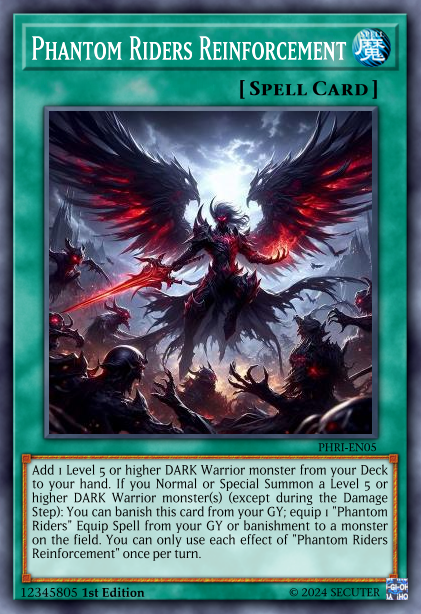 PHANTOM RIDERS REINFORCEMENT 魔
[SPELL CARD]
PHRI-EN05
Add 1 Level 5 or higher DARK Warrior monster from your Deck
to your hand. If you Normal or Special Summon a Level 5 or
higher DARK Warrior monster(s) (except during the Damage
Step): You can banish this card from your GY; equip 1 "Phantom
Riders" Equip Spell from your GY or banishment to a monster
on the field. You can only use each effect of "Phantom Riders
Reinforcement" once per turn.
12345805 1st Edition © 2024 SECUTER